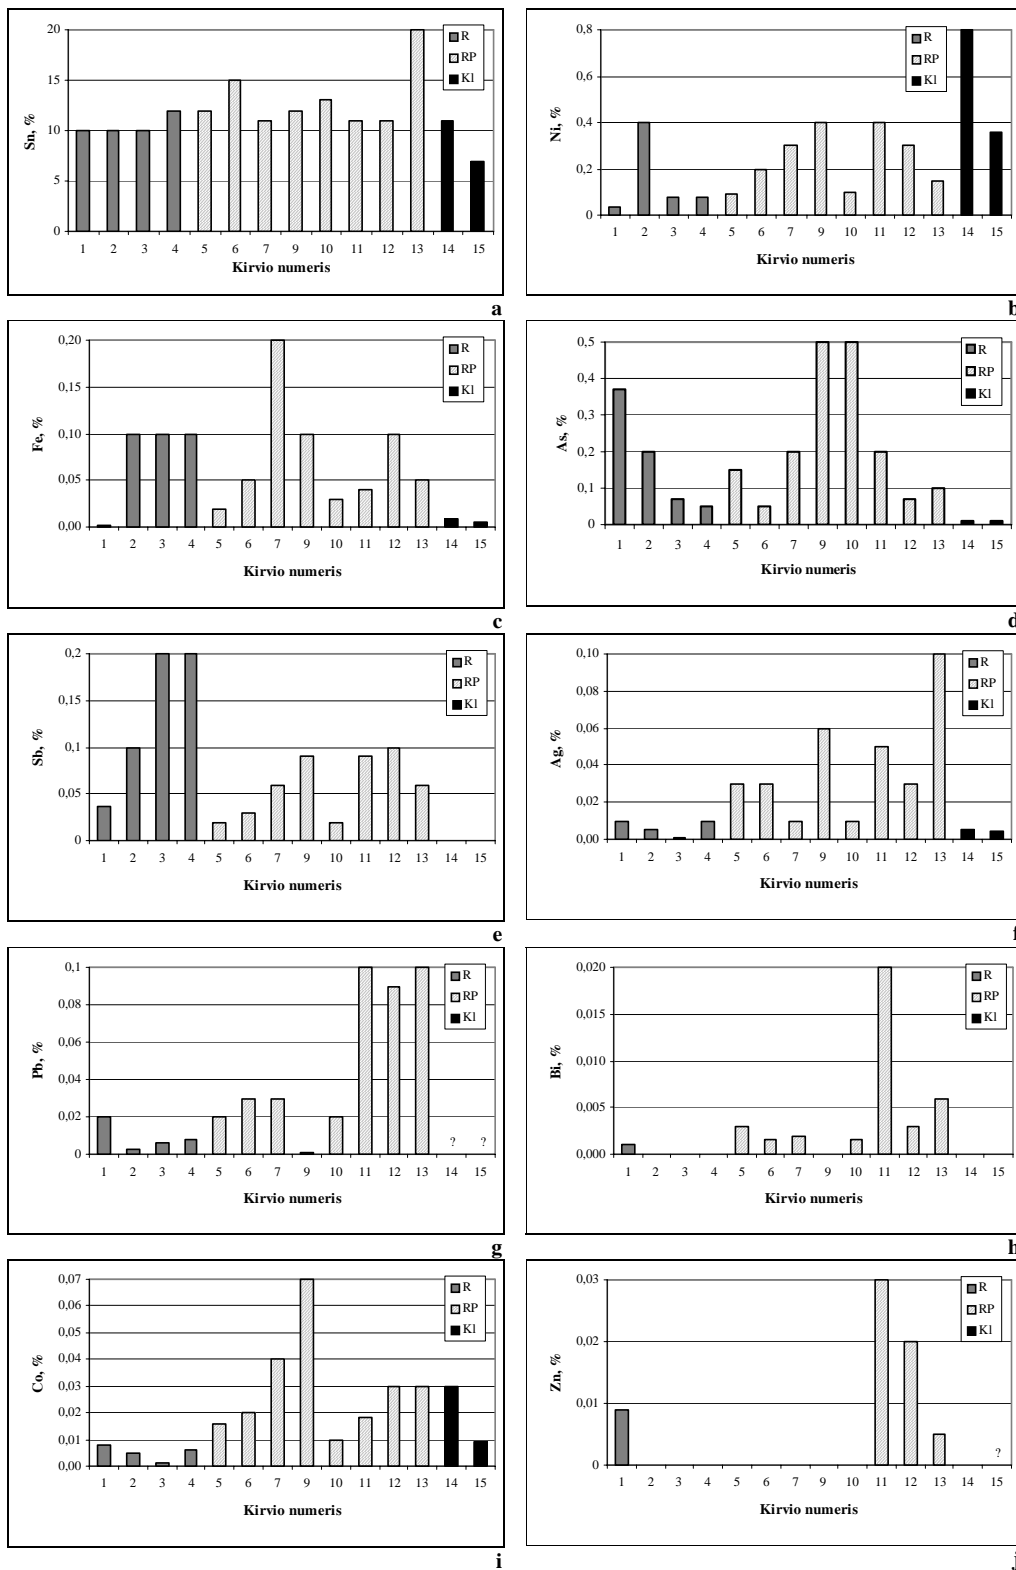 20
15
10
5
0
Sn, %
R
RP
Kl
1 2 3 4 5 6 7 9 10 11 12 13 14 15
Kirvio numeris
a
0,8
0,6
0,4
0,2
0
Ni, %
R
RP
Kl
1 2 3 4 5 6 7 9 10 11 12 13 14 15
Kirvio numeris
b
0,20
0,15
0,10
0,05
0,00
Fe, %
R
RP
Kl
1 2 3 4 5 6 7 9 10 11 12 13 14 15
Kirvio numeris
c
0,5
0,4
0,3
0,2
0,1
0
As, %
R
RP
Kl
1 2 3 4 5 6 7 9 10 11 12 13 14 15
Kirvio numeris
d
0,2
0,15
0,1
0,05
0
Sb, %
R
RP
Kl
1 2 3 4 5 6 7 9 10 11 12 13 14 15
Kirvio numeris
e
0,10
0,08
0,06
0,04
0,02
0,00
Ag, %
R
RP
Kl
1 2 3 4 5 6 7 9 10 11 12 13 14 15
Kirvio numeris
f
0,1
0,08
0,06
0,04
0,02
0
Pb, %
R
RP
Kl
? ?
1 2 3 4 5 6 7 9 10 11 12 13 14 15
Kirvio numeris
g
0,020
0,015
0,010
0,005
0,000
Bi, %
R
RP
Kl
1 2 3 4 5 6 7 9 10 11 12 13 14 15
Kirvio numeris
h
0,07
0,06
0,05
0,04
0,03
0,02
0,01
0,00
Co, %
R
RP
Kl
1 2 3 4 5 6 7 9 10 11 12 13 14 15
Kirvio numeris
i
0,03
0,02
0,01
0
Zn, %
R
RP
Kl
?
1 2 3 4 5 6 7 9 10 11 12 13 14 15
Kirvio numeris
j